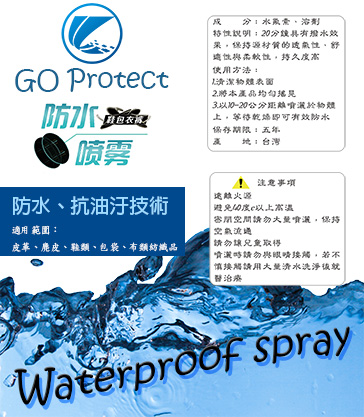 GO Protect
防水
鞋包衣裤
喷雾
防水、抗油汙技術
適用範圍：
皮革、麂皮、鞋類、包袋、布類紡織品
成　　分：水氟素、溶劑
特性說明：20分鐘具有撥水效
果，保持源材質的透氣性、舒
適性與柔軟性，持久度高
使用方法：
1.清潔物體表面
2.將本產品均勻搖晃
3.以10~20公分距離噴灑於物體
上，等待乾燥即可有效防水
保存期限：五年
產　　地：台灣
注意事項
遠離火源
避免40度c以上高溫
密閉空間請勿大量噴灑，保持
空氣流通
請勿讓兒童取得
噴灑時請勿與眼睛接觸，若不
慎接觸請用大量清水洗淨後就
醫治療
Waterproof spray